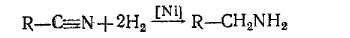 R—C≡N+2H₂ —[Ni]→ R—CH₂NH₂